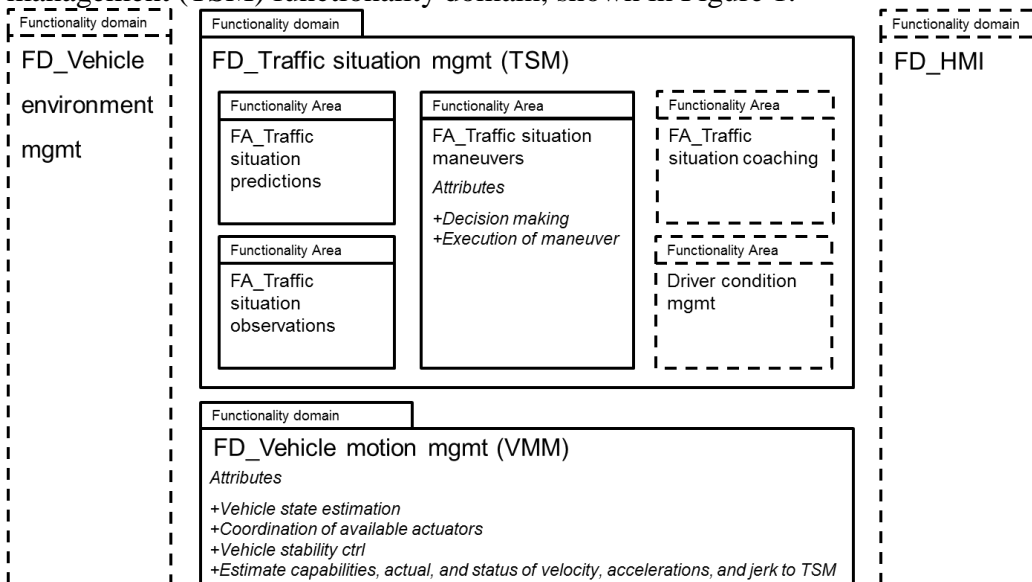 management (TSM) functionality domain, shown in Figure 1.
Functionality domain
FD_Vehicle
environment
mgmt
Functionality domain
FD_Traffic situation mgmt (TSM)
Functionality Area
FA_Traffic
situation
predictions
Functionality Area
FA_Traffic
situation
observations
Functionality Area
FA_Traffic situation
maneuvers
Attributes
+Decision making
+Execution of maneuver
Functionality Area
FA_Traffic
situation coaching
Functionality Area
Driver condition
mgmt
Functionality domain
FD_Vehicle motion mgmt (VMM)
Attributes
+Vehicle state estimation
+Coordination of available actuators
+Vehicle stability ctrl
+Estimate capabilities, actual, and status of velocity, accelerations, and jerk to TSM
Functionality domain
FD_HMI